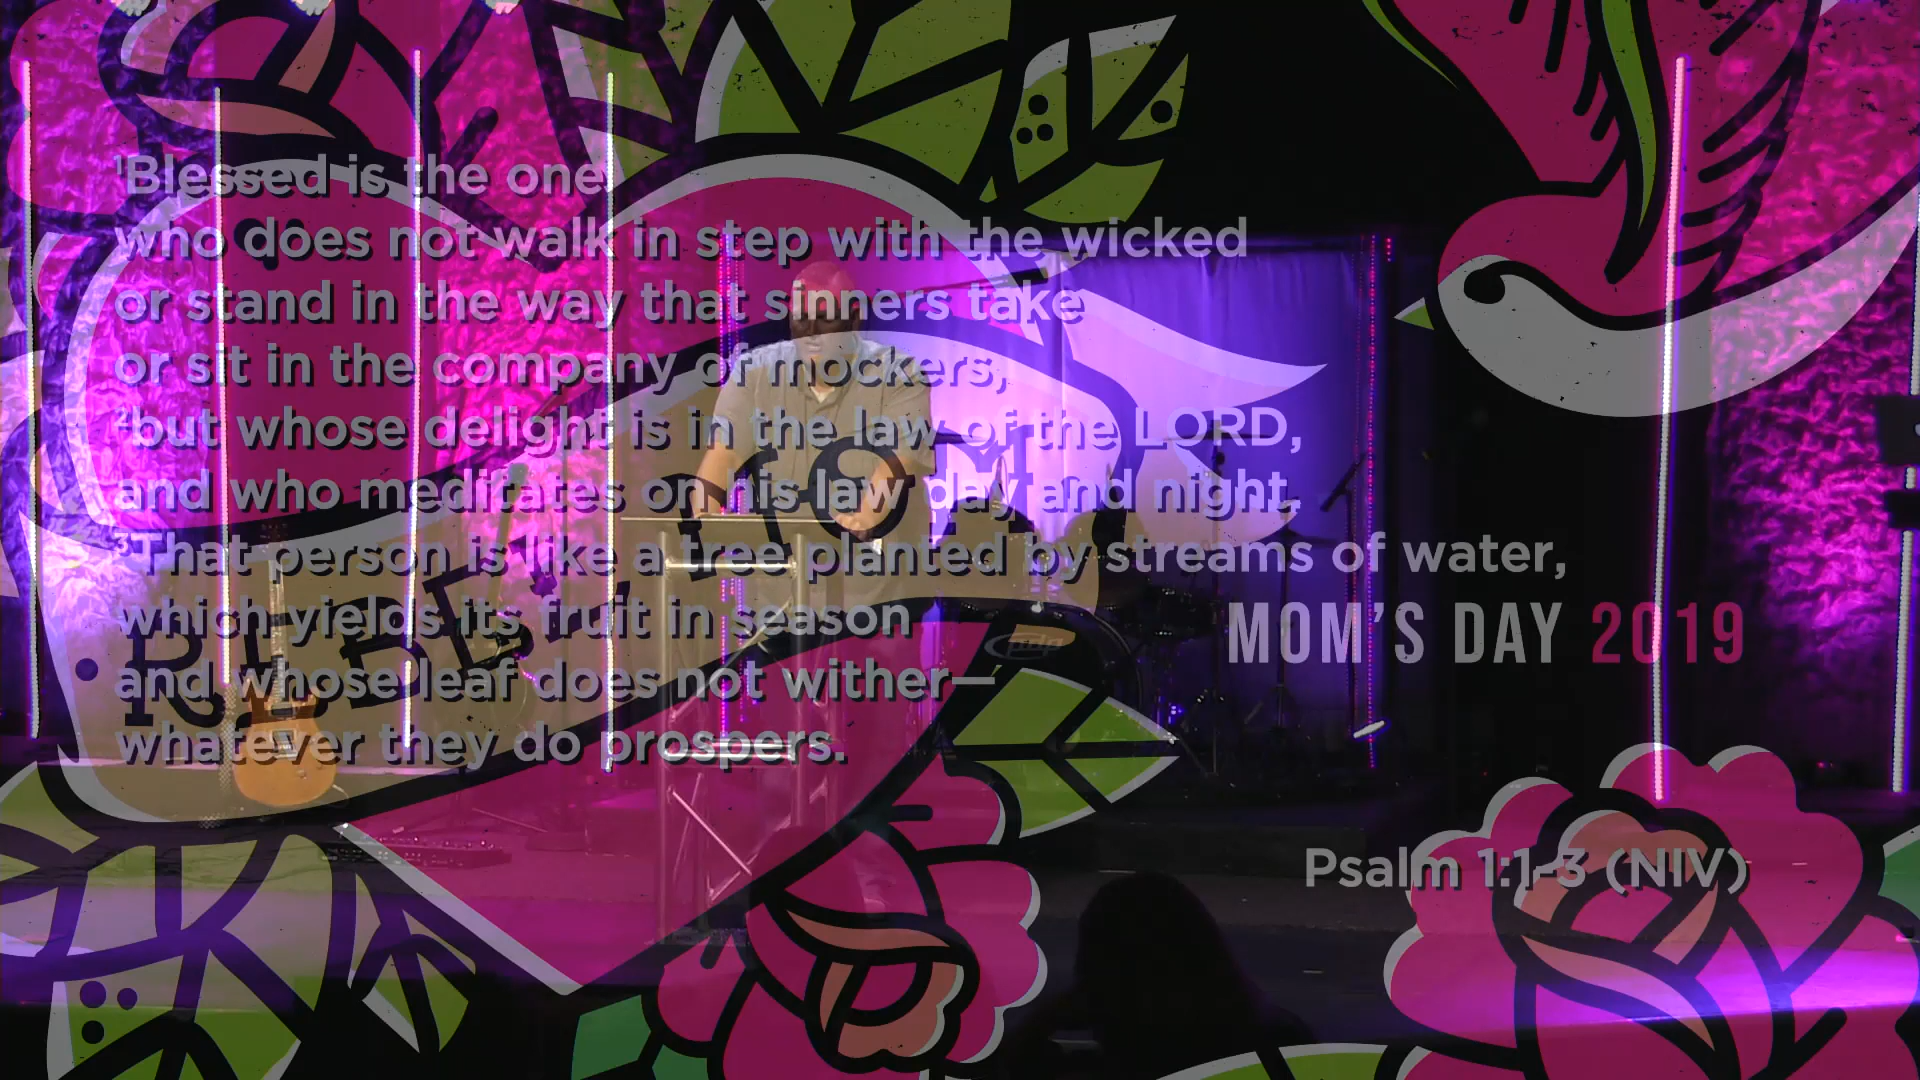 ¹Blessed is the one
who does not walk in step with the wicked
or stand in the way that sinners take
or sit in the company of mockers,
²but whose delight is in the law of the LORD,
and who meditates on his law day and night,
³That person is like a tree planted by streams of water,
which yields its fruit in season
and whose leaf does not wither—
whatever they do prospers.
REBEL MOM
MOM'S DAY 2019
Psalm 1:1-3 (NIV)
pdp